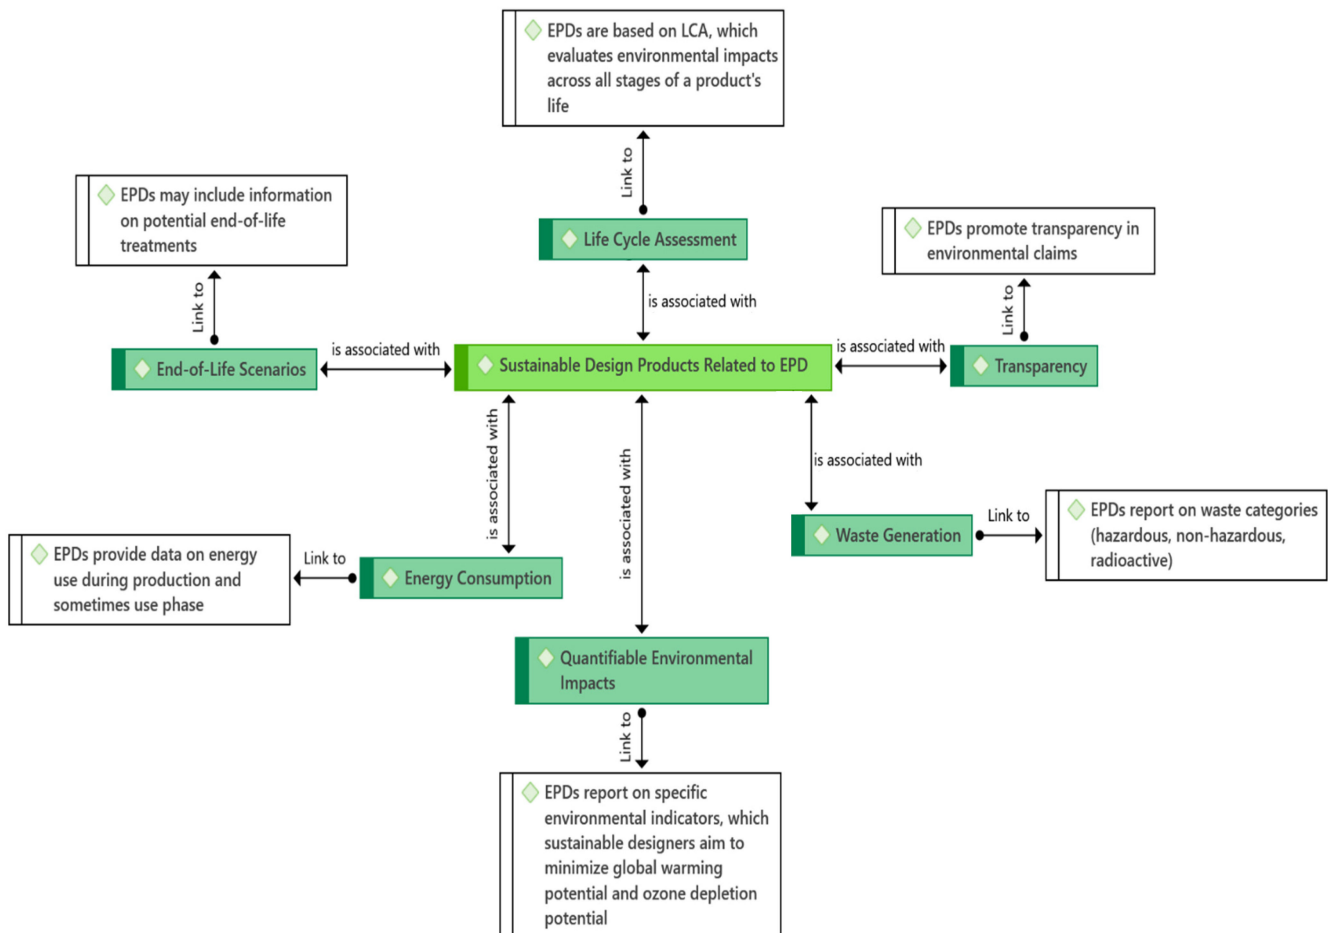 EPDs are based on LCA, which
evaluates environmental impacts
across all stages of a product's
life
Link to
Life Cycle Assessment
is associated with
EPDs may include information
on potential end-of-life
treatments
Link to
End-of-Life Scenarios
is associated with
Sustainable Design Products Related to EPD
EPDs promote transparency in
environmental claims
Link to
is associated with
Transparency
is associated with
is associated with
is associated with
EPDs provide data on energy
use during production and
sometimes use phase
Link to
Energy Consumption
Waste Generation
Link to
EPDs report on waste categories
(hazardous, non-hazardous,
radioactive)
Quantifiable Environmental
Impacts
Link to
EPDs report on specific
environmental indicators, which
sustainable designers aim to
minimize global warming
potential and ozone depletion
potential